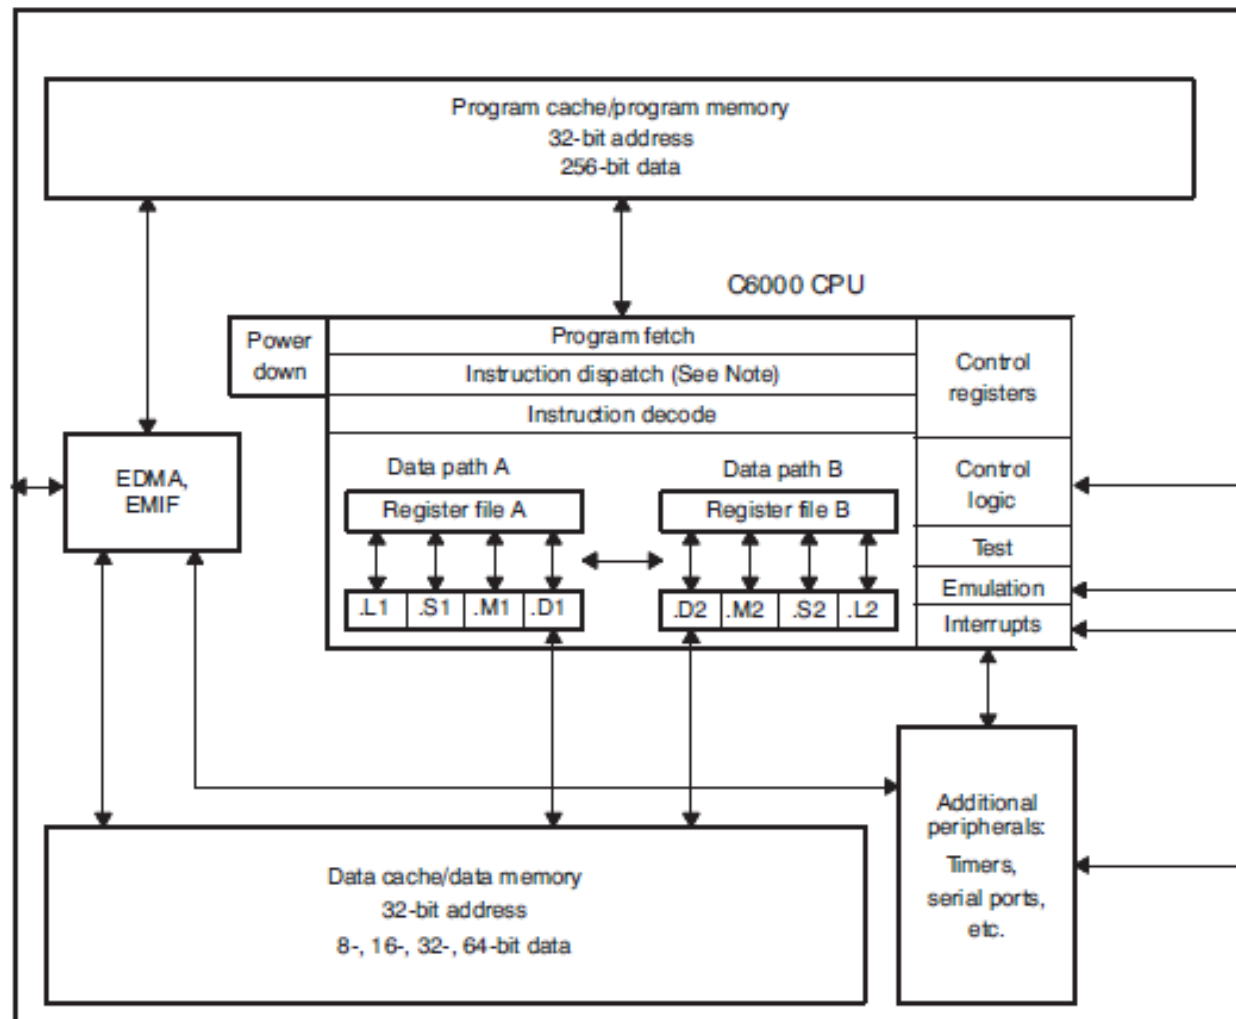 Program cache/program memory
32-bit address
256-bit data
C6000 CPU
Power
down
Program fetch
Instruction dispatch (See Note)
Instruction decode
Control
registers
EDMA,
EMIF
Data path A
Register file A
.L1 .S1 .M1 .D1
Data path B
Register file B
.D2 .M2 .S2 .L2
Control
logic
Test
Emulation
Interrupts
Data cache/data memory
32-bit address
8-, 16-, 32-, 64-bit data
Additional
peripherals:
Timers,
serial ports,
etc.